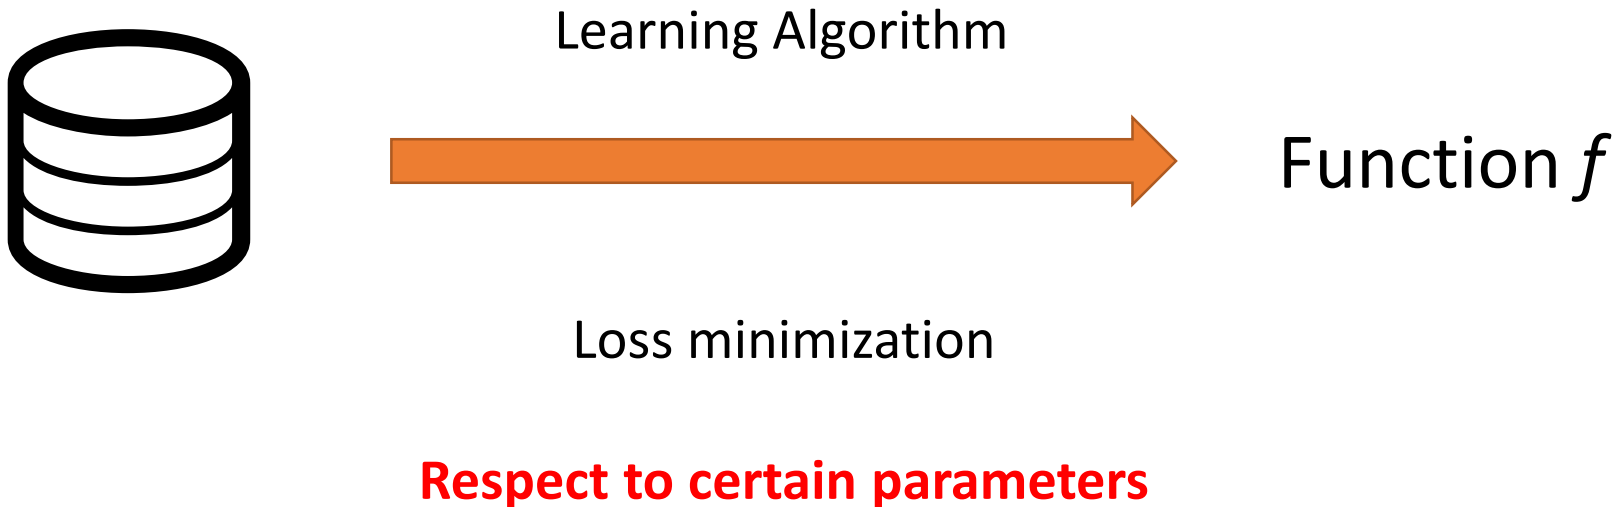 Learning Algorithm
Function f
Loss minimization
Respect to certain parameters